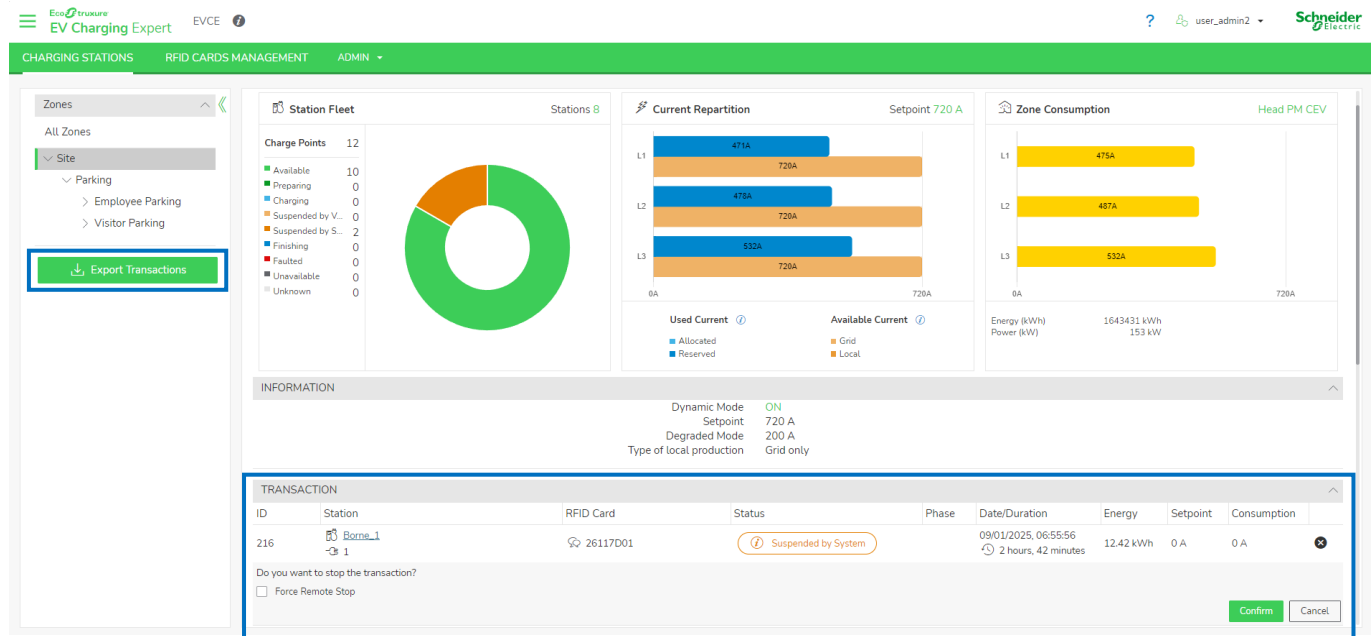 EcoStruxure
EV Charging Expert
EVCE
?
user_admin2
Schneider
Electric
CHARGING STATIONS
RFID CARDS MANAGEMENT
ADMIN
Zones
All Zones
Site
Parking
Employee Parking
Visitor Parking
Export Transactions
Station Fleet
Stations 8
Charge Points 12
Available 10
Preparing 0
Charging 0
Suspended by V... 0
Suspended by S... 2
Finishing 0
Faulted 0
Unavailable 0
Unknown 0
Current Repartition
Setpoint 720 A
L1
471A
720A
L2
478A
720A
L3
532A
720A
0A
720A
Used Current
Available Current
Allocated
Grid
Reserved
Local
Zone Consumption
Head PM CEV
L1
475A
L2
487A
L3
532A
0A
720A
Energy (kWh) 1643431 kWh
Power (kW) 153 kW
INFORMATION
Dynamic Mode ON
Setpoint 720 A
Degraded Mode 200 A
Type of local production Grid only
TRANSACTION
ID Station RFID Card Status Phase Date/Duration Energy Setpoint Consumption
216 Borne_1 26117D01 Suspended by System 09/01/2025, 06:55:56 12.42 kWh 0 A 0 A
1 2 hours, 42 minutes
Do you want to stop the transaction?
Force Remote Stop
Confirm Cancel